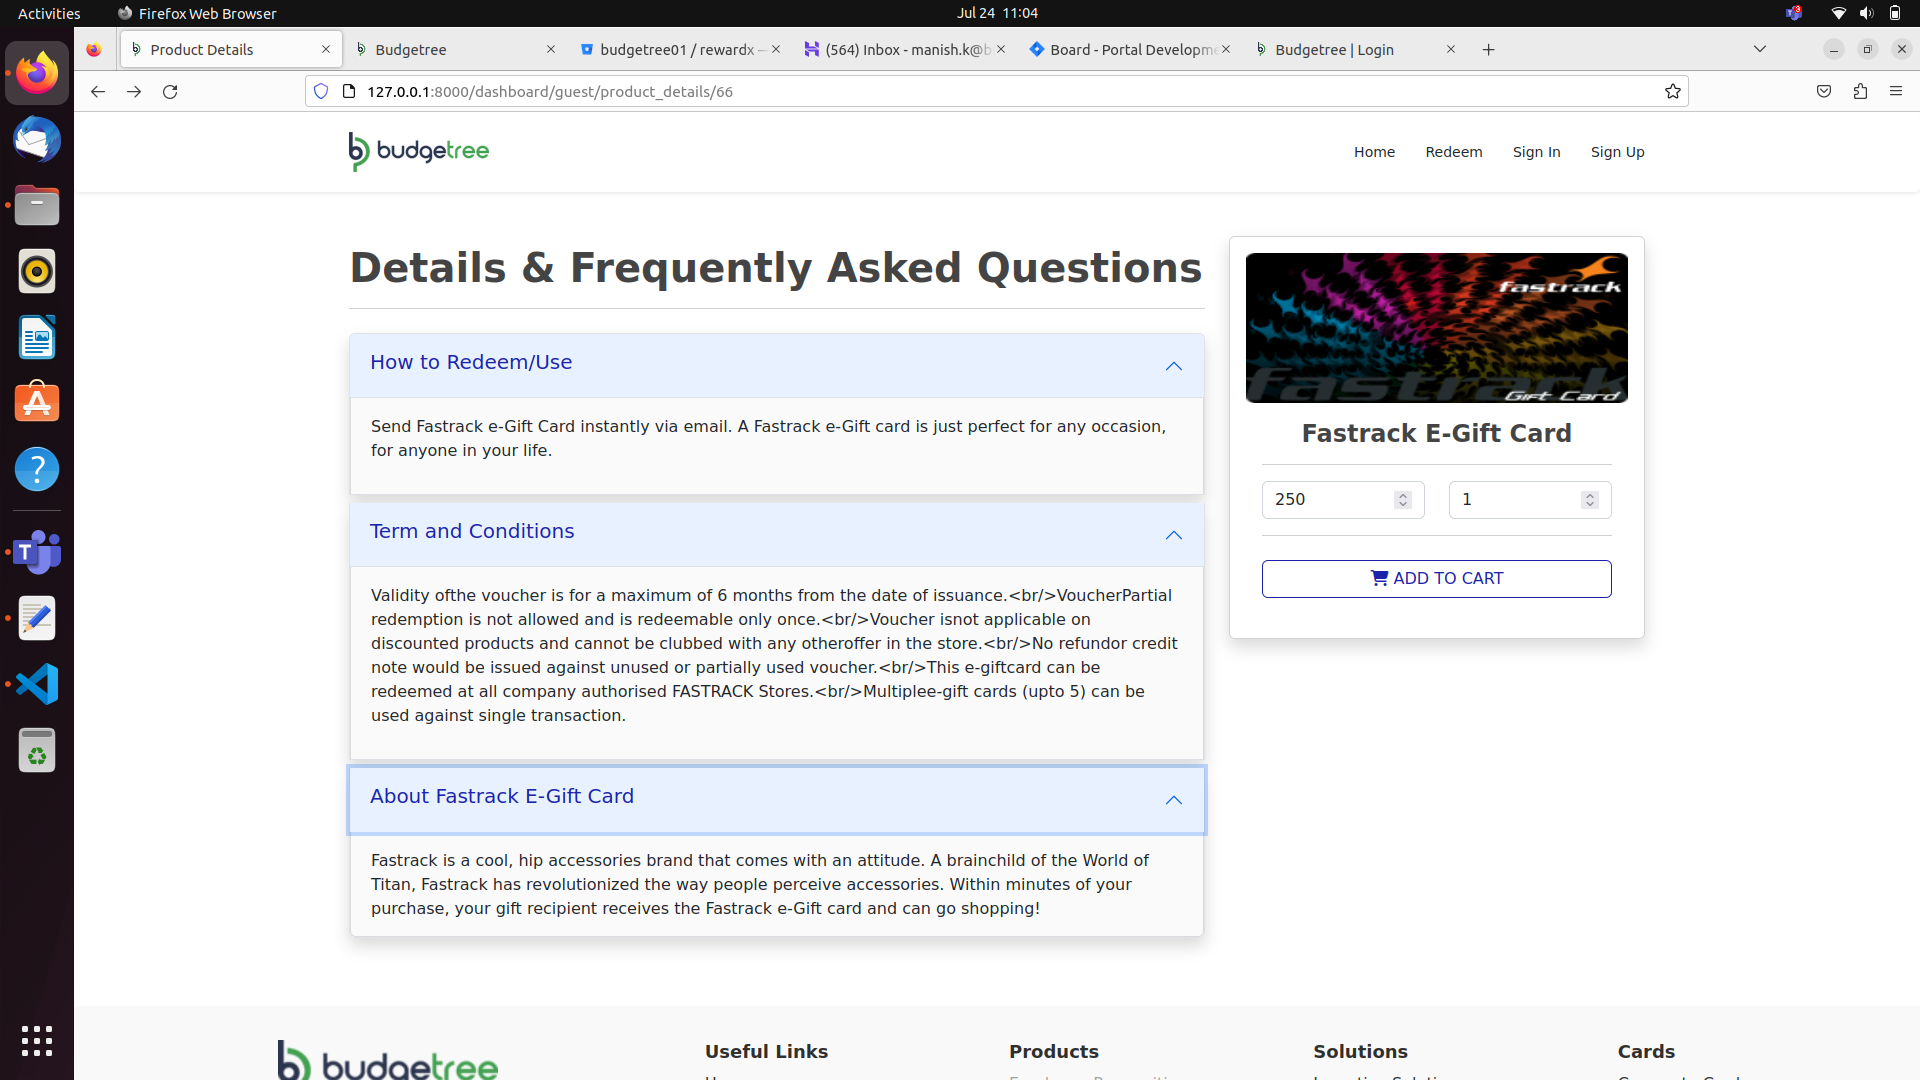 Activities
Firefox Web Browser
Jul 24 11:04
3
Product Details
Budgetree
budgetree01 / rewardx –
(564) Inbox - manish.k@b
Board - Portal Developme
Budgetree | Login
127.0.0.1:8000/dashboard/guest/product_details/66
budgetree
Home
Redeem
Sign In
Sign Up
Details & Frequently Asked Questions
How to Redeem/Use
Send Fastrack e-Gift Card instantly via email. A Fastrack e-Gift card is just perfect for any occasion,
for anyone in your life.
Term and Conditions
Validity ofthe voucher is for a maximum of 6 months from the date of issuance.<br/>VoucherPartial
redemption is not allowed and is redeemable only once.<br/>Voucher isnot applicable on
discounted products and cannot be clubbed with any otheroffer in the store.<br/>No refundor credit
note would be issued against unused or partially used voucher.<br/>This e-giftcard can be
redeemed at all company authorised FASTRACK Stores.<br/>Multiplee-gift cards (upto 5) can be
used against single transaction.
About Fastrack E-Gift Card
Fastrack is a cool, hip accessories brand that comes with an attitude. A brainchild of the World of
Titan, Fastrack has revolutionized the way people perceive accessories. Within minutes of your
purchase, your gift recipient receives the Fastrack e-Gift card and can go shopping!
fastrack
fastrack
Gift Card
Fastrack E-Gift Card
250
1
ADD TO CART
budgetree
Useful Links
Products
Solutions
Cards